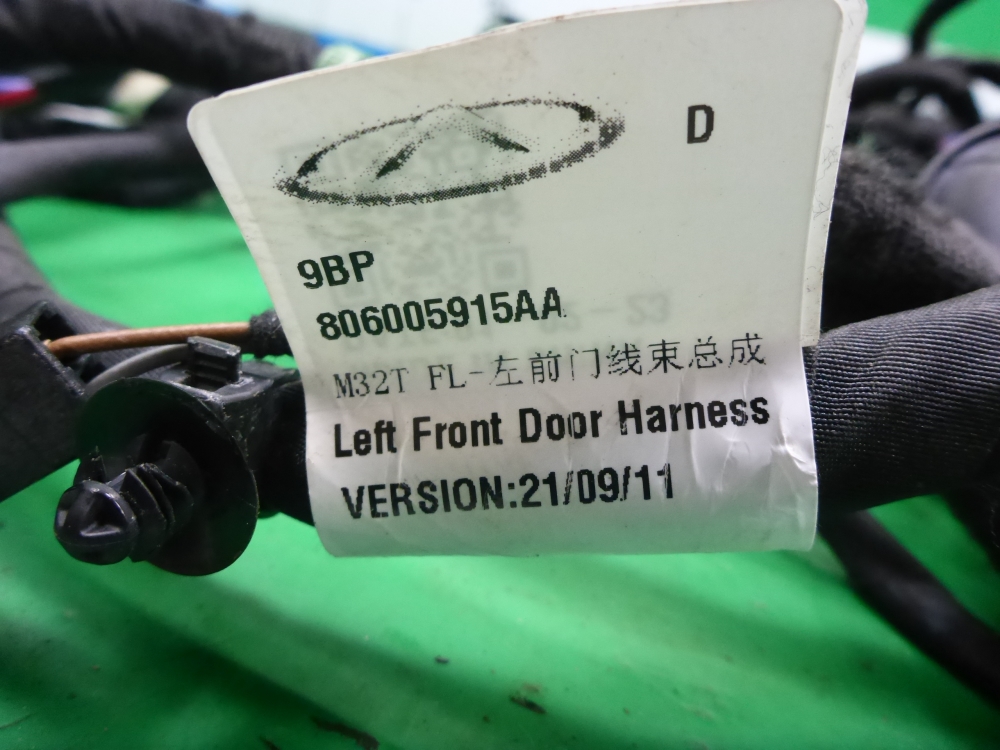 D
9BP
806005915AA
M32T FL-左前门线束总成
Left Front Door Harness
VERSION:21/09/11